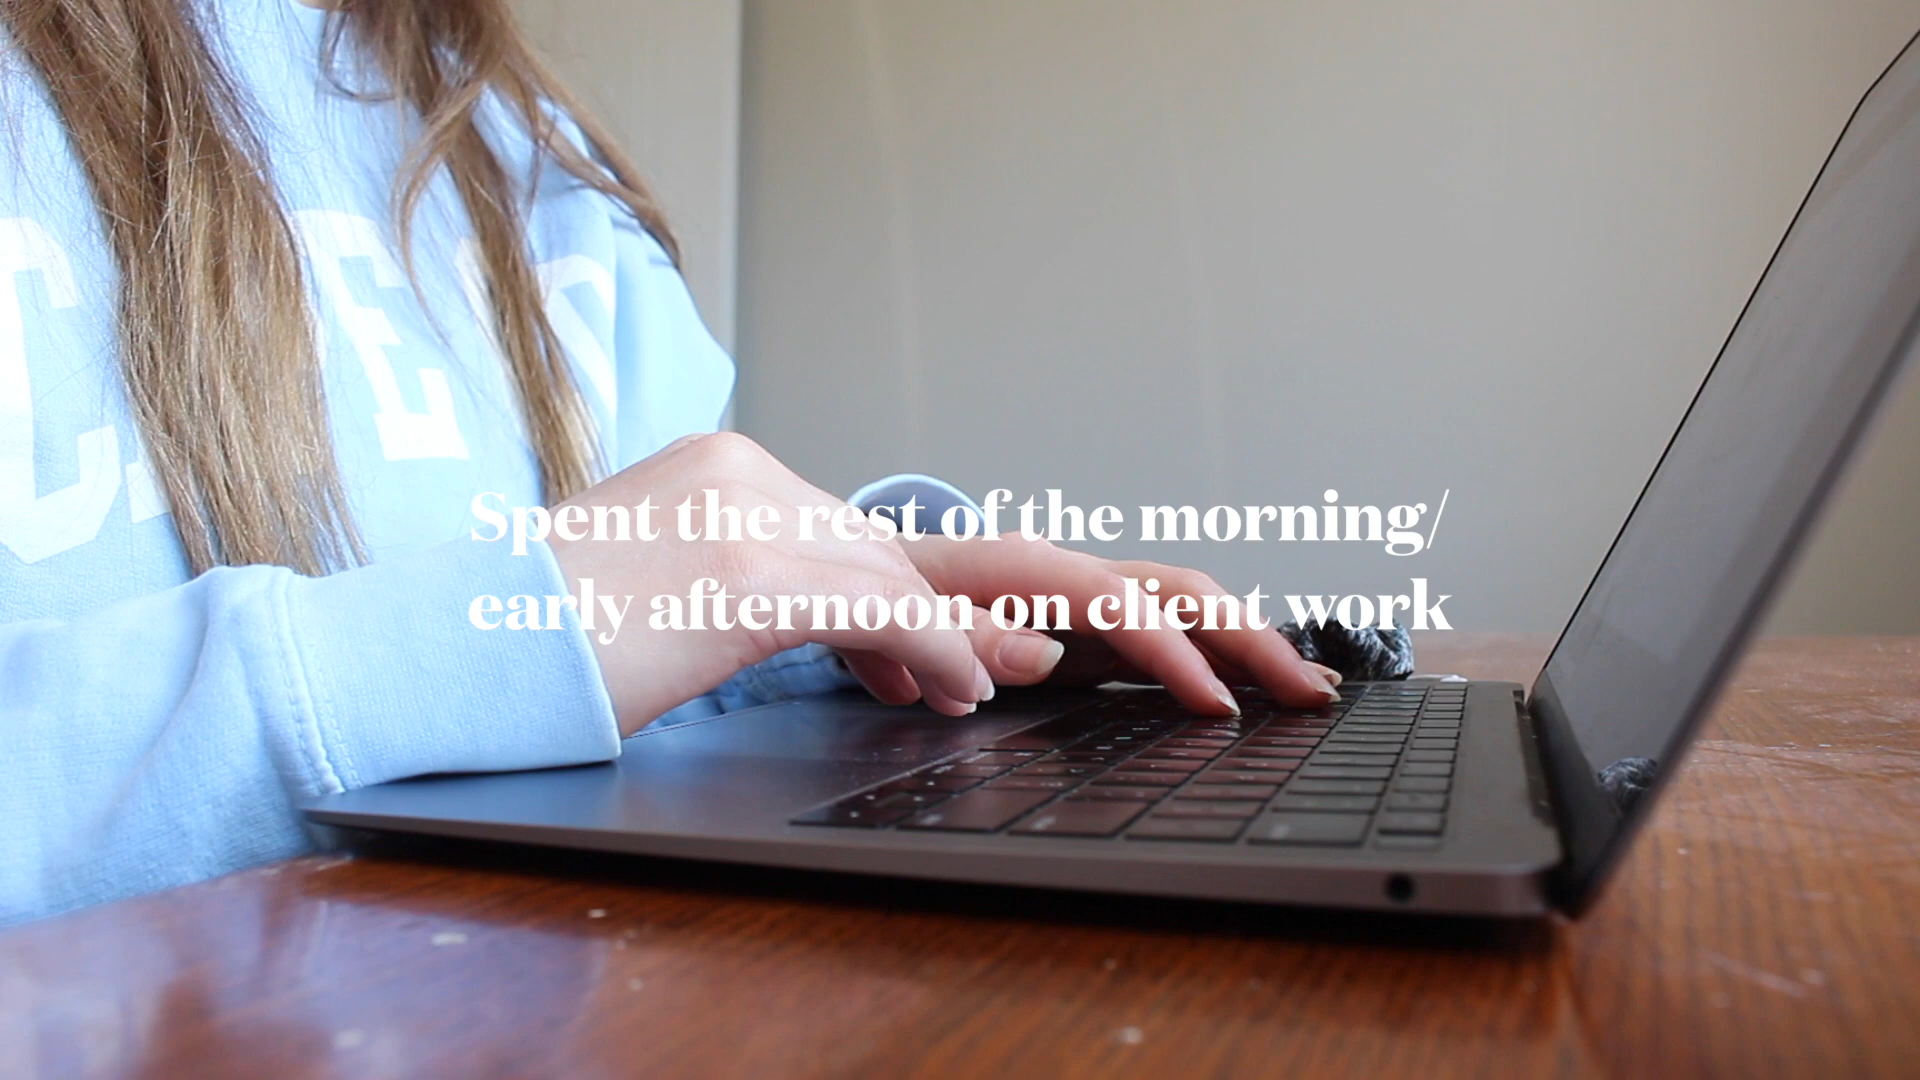 Spent the rest of the morning/
early afternoon on client work